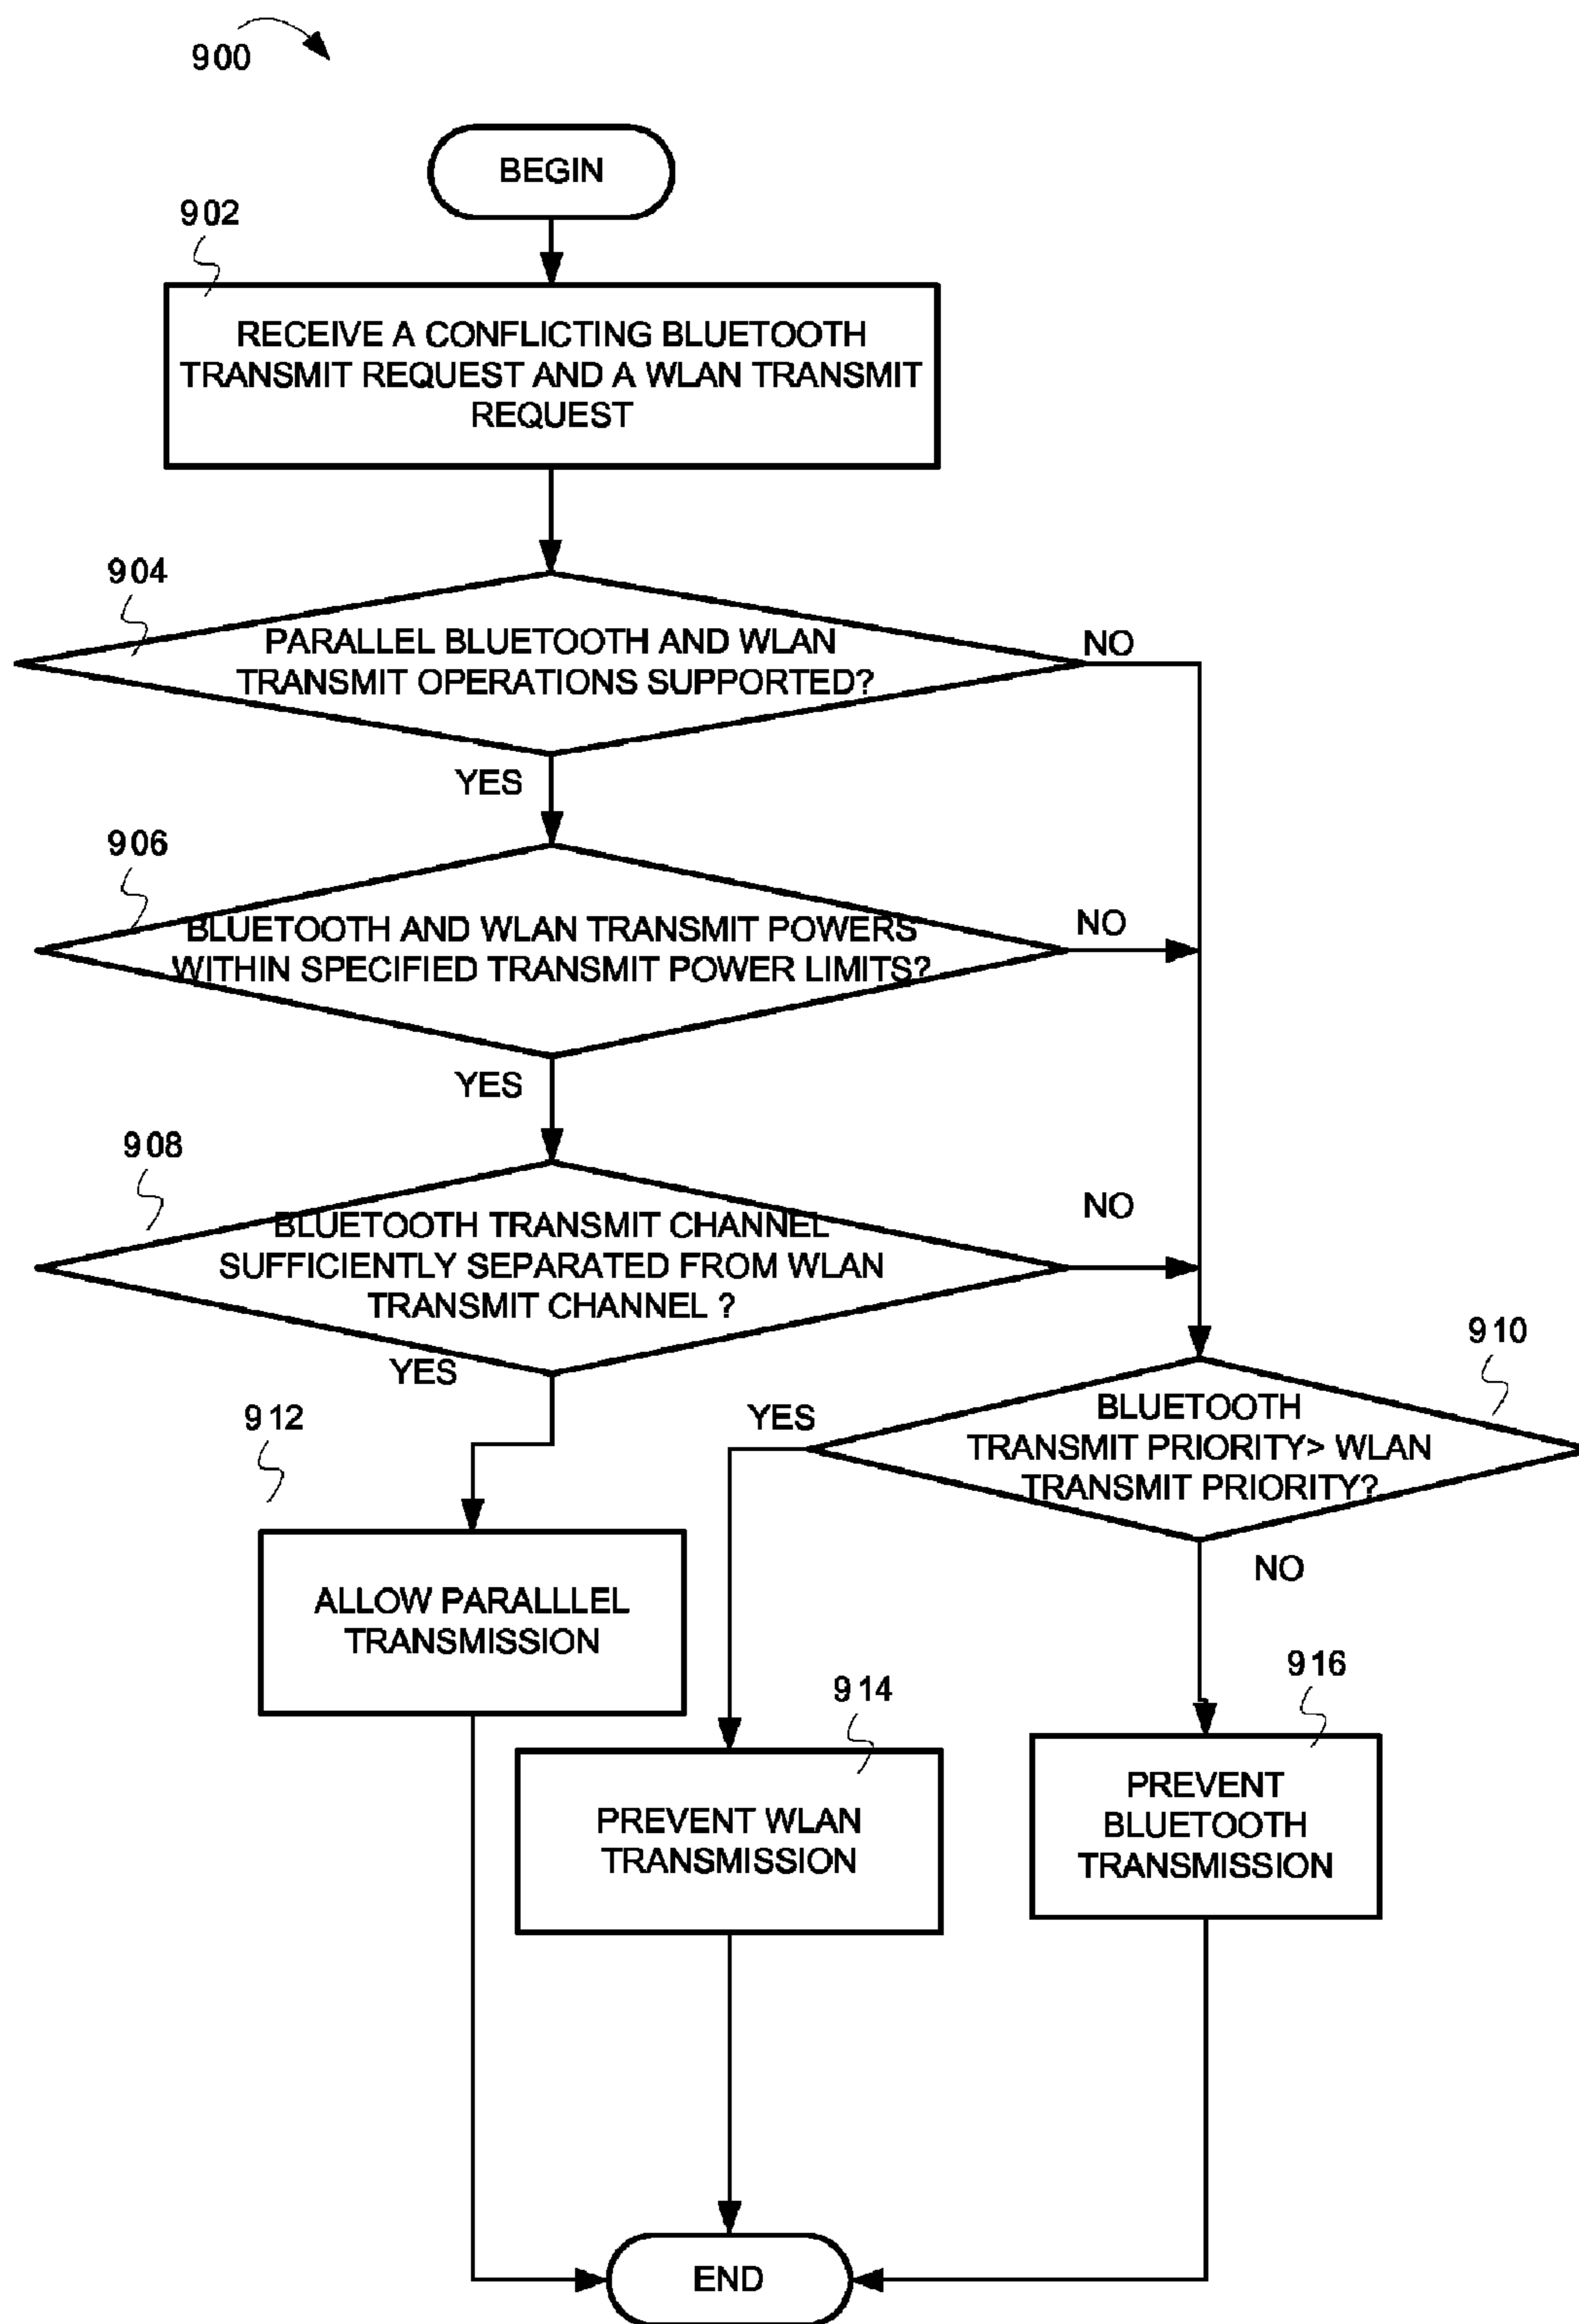 900
BEGIN
902
RECEIVE A CONFLICTING BLUETOOTH
TRANSMIT REQUEST AND A WLAN TRANSMIT
REQUEST
904
PARALLEL BLUETOOTH AND WLAN
TRANSMIT OPERATIONS SUPPORTED?
NO
YES
906
BLUETOOTH AND WLAN TRANSMIT POWERS
WITHIN SPECIFIED TRANSMIT POWER LIMITS?
NO
YES
908
BLUETOOTH TRANSMIT CHANNEL
SUFFICIENTLY SEPARATED FROM WLAN
TRANSMIT CHANNEL ?
NO
YES
910
BLUETOOTH
TRANSMIT PRIORITY> WLAN
TRANSMIT PRIORITY?
YES
NO
912
ALLOW PARALLLEL
TRANSMISSION
914
PREVENT WLAN
TRANSMISSION
916
PREVENT
BLUETOOTH
TRANSMISSION
END